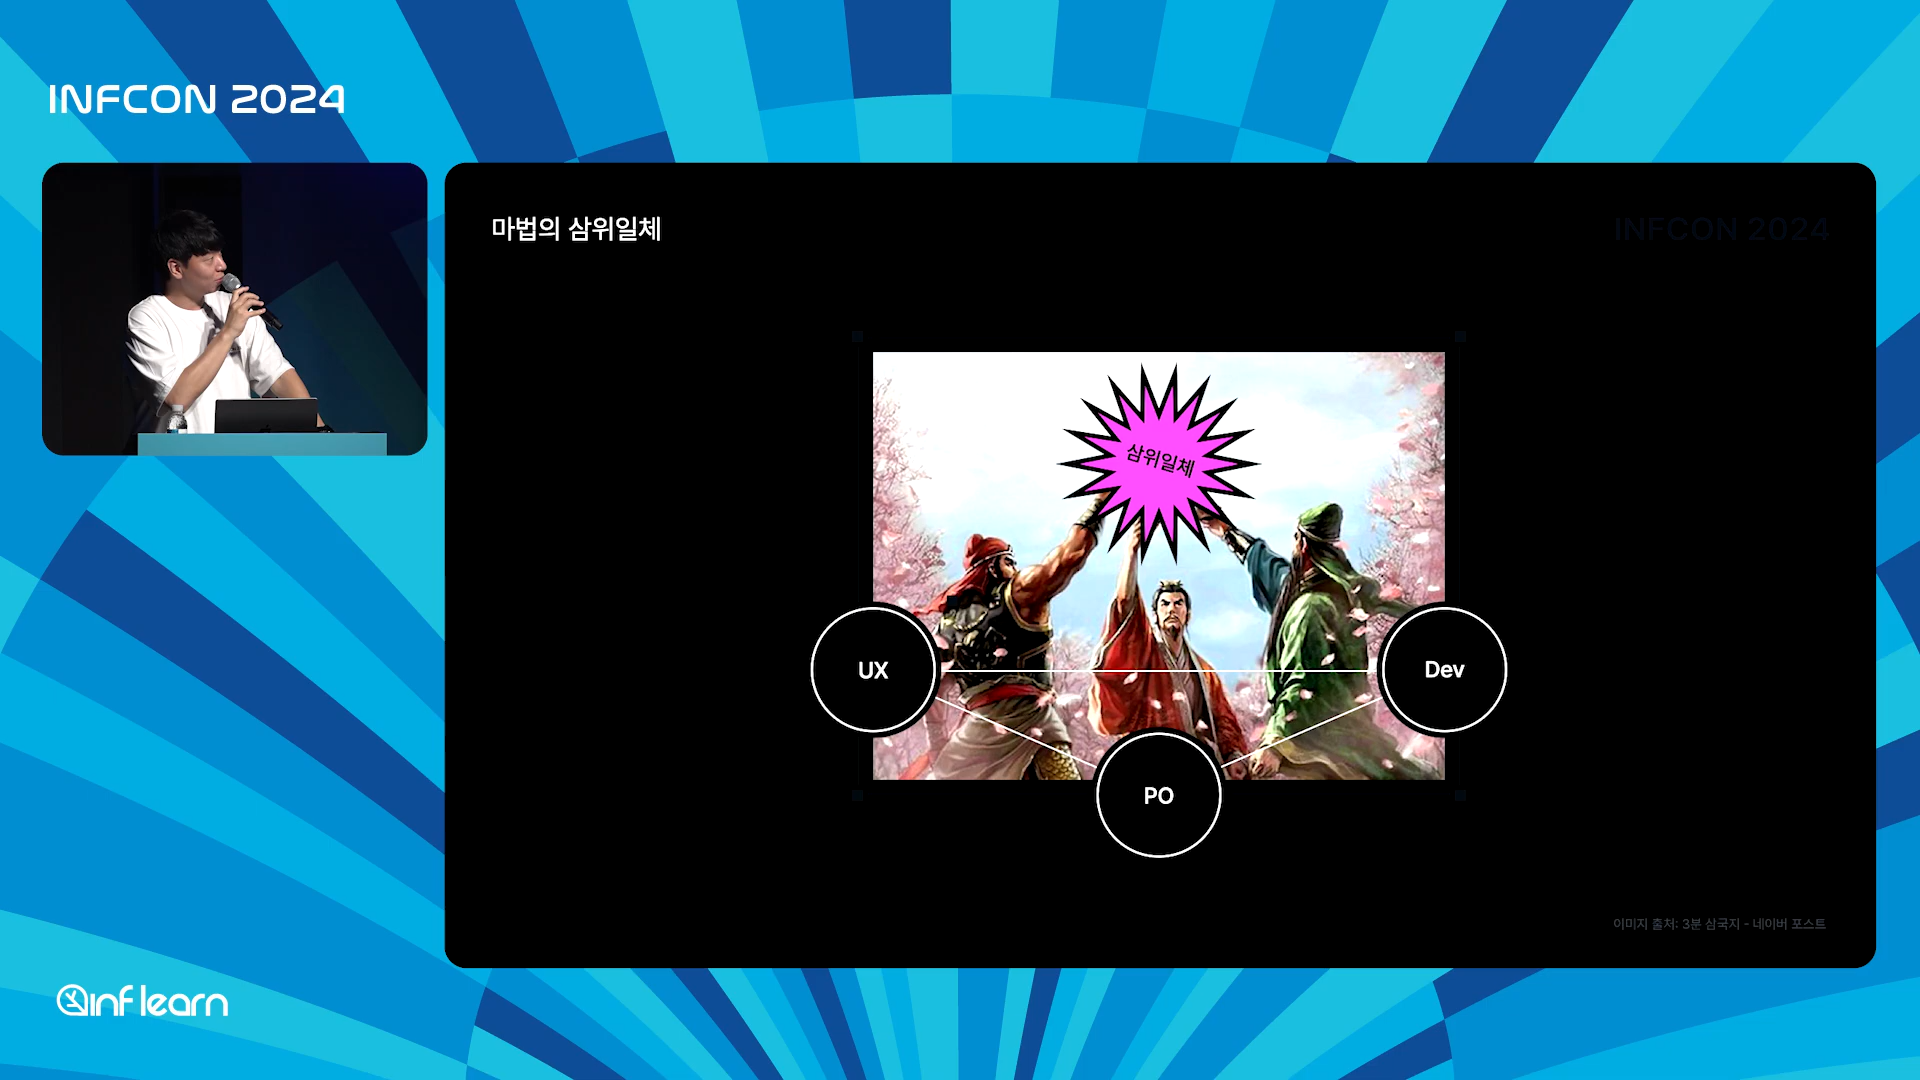 INFCON 2024
마법의 삼위일체
INFCON 2024
삼위일체
UX
Dev
PO
이미지 출처: 3분 삼국지 - 네이버 포스트
inflearn